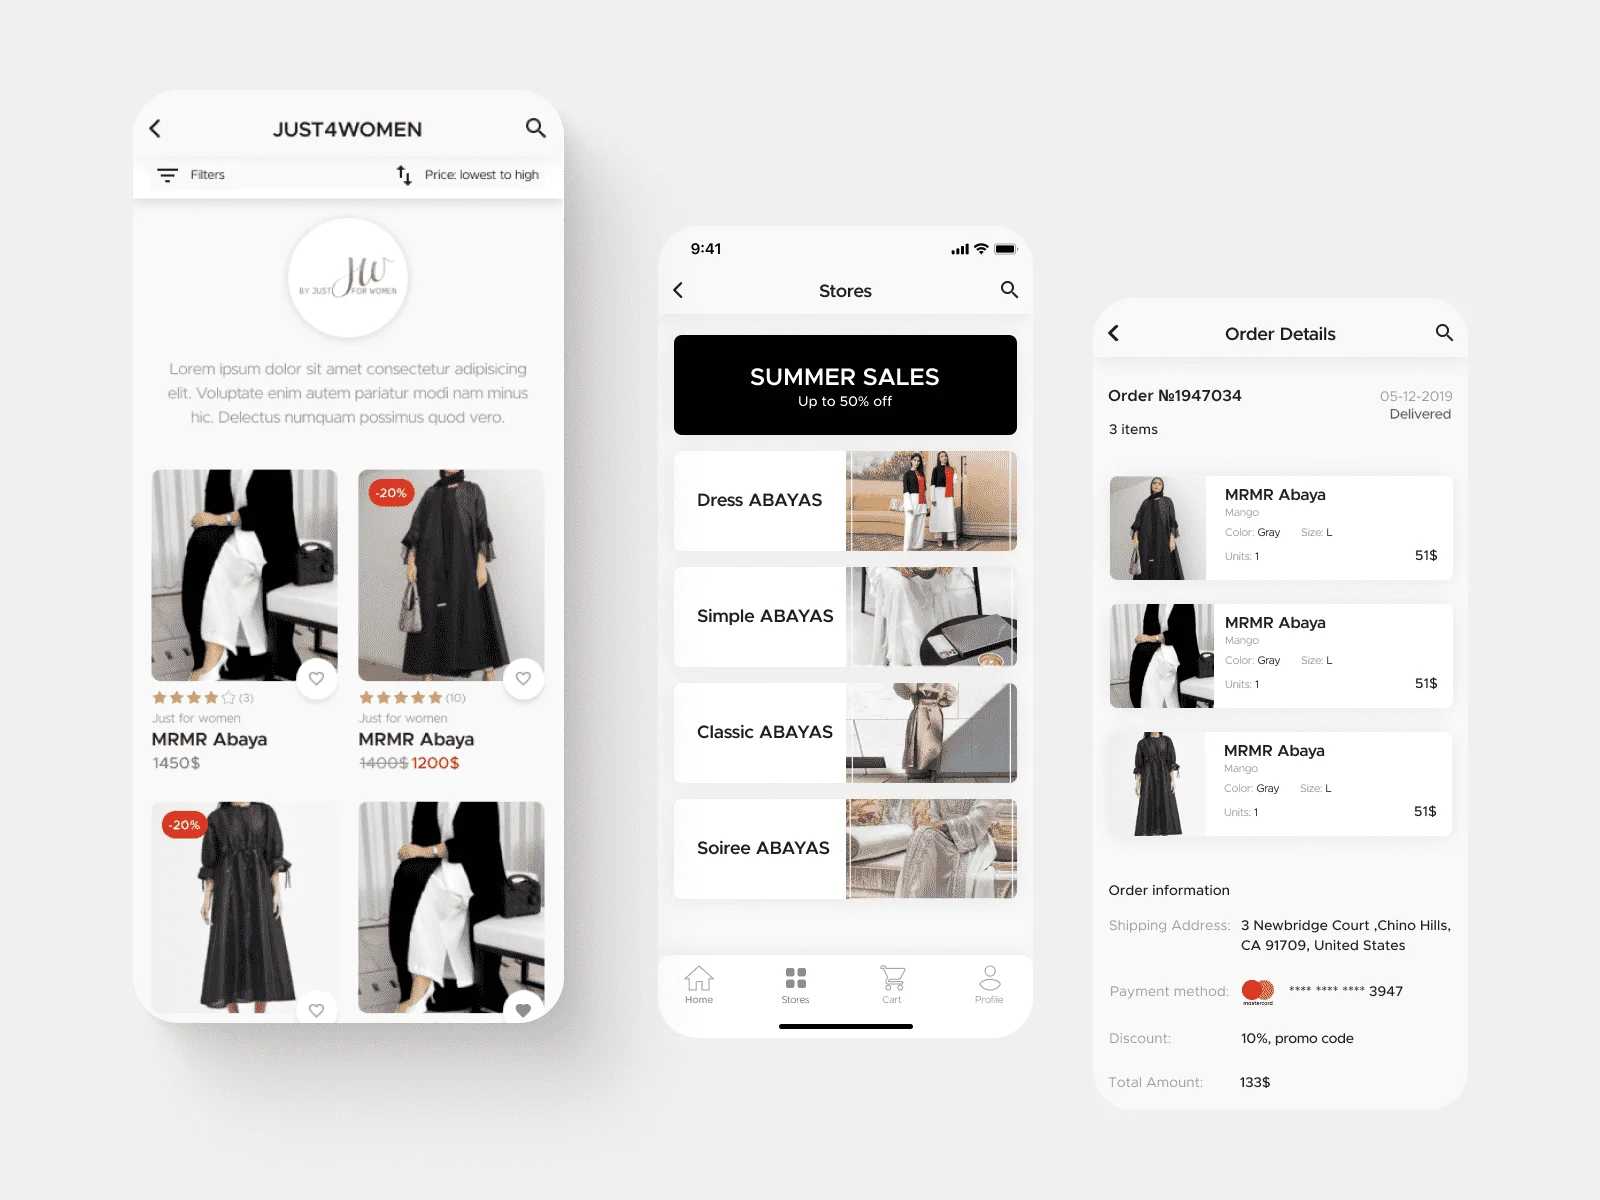 JUST4WOMEN
Filters
Price: lowest to high
JW
BY JUST FOR WOMEN
Lorem ipsum dolor sit amet consectetur adipisicing
elit. Voluptate enim autem pariatur modi nam minus
hic. Delectus numquam possimus quod vero.
(3)
Just for women
MRMR Abaya
1450$
-20%
(10)
Just for women
MRMR Abaya
1400$ 1200$
-20%
9:41
Stores
SUMMER SALES
Up to 50% off
Dress ABAYAS
Simple ABAYAS
Classic ABAYAS
Soiree ABAYAS
Home
Stores
Cart
Profile
Order Details
Order №1947034
05-12-2019
Delivered
3 items
MRMR Abaya
Mango
Color: Gray Size: L
Units: 1
51$
MRMR Abaya
Mango
Color: Gray Size: L
Units: 1
51$
MRMR Abaya
Mango
Color: Gray Size: L
Units: 1
51$
Order information
Shipping Address: 3 Newbridge Court ,Chino Hills,
CA 91709, United States
Payment method: mastercard **** **** **** 3947
Discount: 10%, promo code
Total Amount: 133$